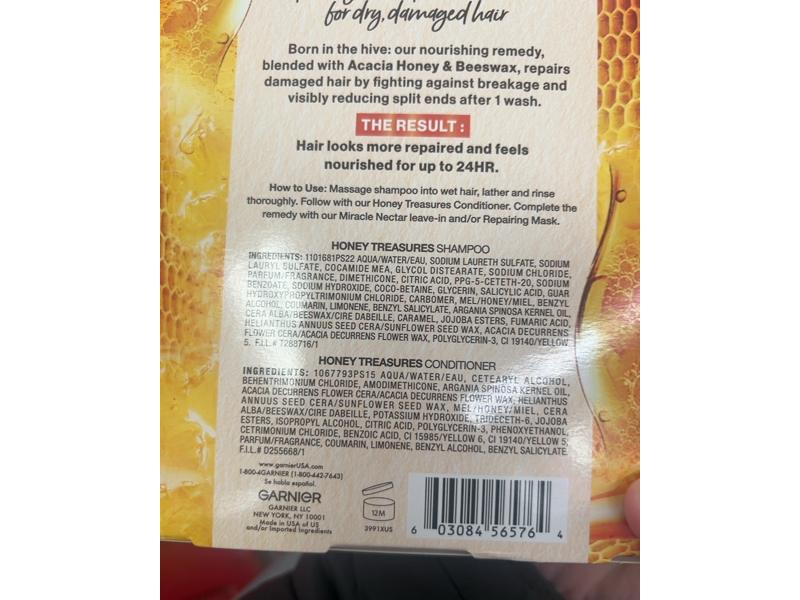 for dry, damaged hair
Born in the hive: our nourishing remedy,
blended with Acacia Honey & Beeswax, repairs
damaged hair by fighting against breakage and
visibly reducing split ends after 1 wash.
THE RESULT :
Hair looks more repaired and feels
nourished for up to 24HR.
How to Use: Massage shampoo into wet hair, lather and rinse
thoroughly. Follow with our Honey Treasures Conditioner. Complete the
remedy with our Miracle Nectar leave-in and/or Repairing Mask.
HONEY TREASURES SHAMPOO
INGREDIENTS: 1101681PS22 AQUA/WATER/EAU, SODIUM LAURETH SULFATE, SODIUM
LAURYL SULFATE, COCAMIDE MEA, GLYCOL DISTEARATE, SODIUM CHLORIDE,
PARFUM/FRAGRANCE, DIMETHICONE, CITRIC ACID, PPG-5-CETETH-20, SODIUM
BENZOATE, SODIUM HYDROXIDE, COCO-BETAINE, GLYCERIN, SALICYLIC ACID, GUAR
HYDROXYPROPYLTRIMONIUM CHLORIDE, CARBOMER, MEL/HONEY/MIEL, BENZYL
ALCOHOL, COUMARIN, LIMONENE, BENZYL SALICYLATE, ARGANIA SPINOSA KERNEL OIL,
CERA ALBA/BEESWAX/CIRE DABEILLE, CARAMEL, JOJOBA ESTERS, FUMARIC ACID,
HELIANTHUS ANNUUS SEED CERA/SUNFLOWER SEED WAX, ACACIA DECURRENS
FLOWER CERA/ACACIA DECURRENS FLOWER WAX, POLYGLYCERIN-3, CI 19140/YELLOW
5. F.I.L.# T288716/1
HONEY TREASURES CONDITIONER
INGREDIENTS: 1067793PS15 AQUA/WATER/EAU, CETEARYL ALCOHOL,
BEHENTRIMONIUM CHLORIDE, AMODIMETHICONE, ARGANIA SPINOSA KERNEL OIL,
ACACIA DECURRENS FLOWER CERA/ACACIA DECURRENS FLOWER WAX, HELIANTHUS
ANNUUS SEED CERA/SUNFLOWER SEED WAX, MEL/HONEY/MIEL, CERA
ALBA/BEESWAX/CIRE DABEILLE, POTASSIUM HYDROXIDE, TRIDECETH-6, JOJOBA
ESTERS, ISOPROPYL ALCOHOL, CITRIC ACID, POLYGLYCERIN-3, PHENOXYETHANOL,
CETRIMONIUM CHLORIDE, BENZOIC ACID, CI 15985/YELLOW 6, CI 19140/YELLOW 5,
PARFUM/FRAGRANCE, COUMARIN, LIMONENE, BENZYL ALCOHOL, BENZYL SALICYLATE.
F.I.L.# D255668/1
www.garnierUSA.com
1-800-4GARNIER (1-800-442-7643)
Se habla español.
GARNIER
GARNIER LLC
NEW YORK, NY 10001
Made in USA of US
and/or Imported Ingredients
12M
3991XUS
6 03084 56576 4